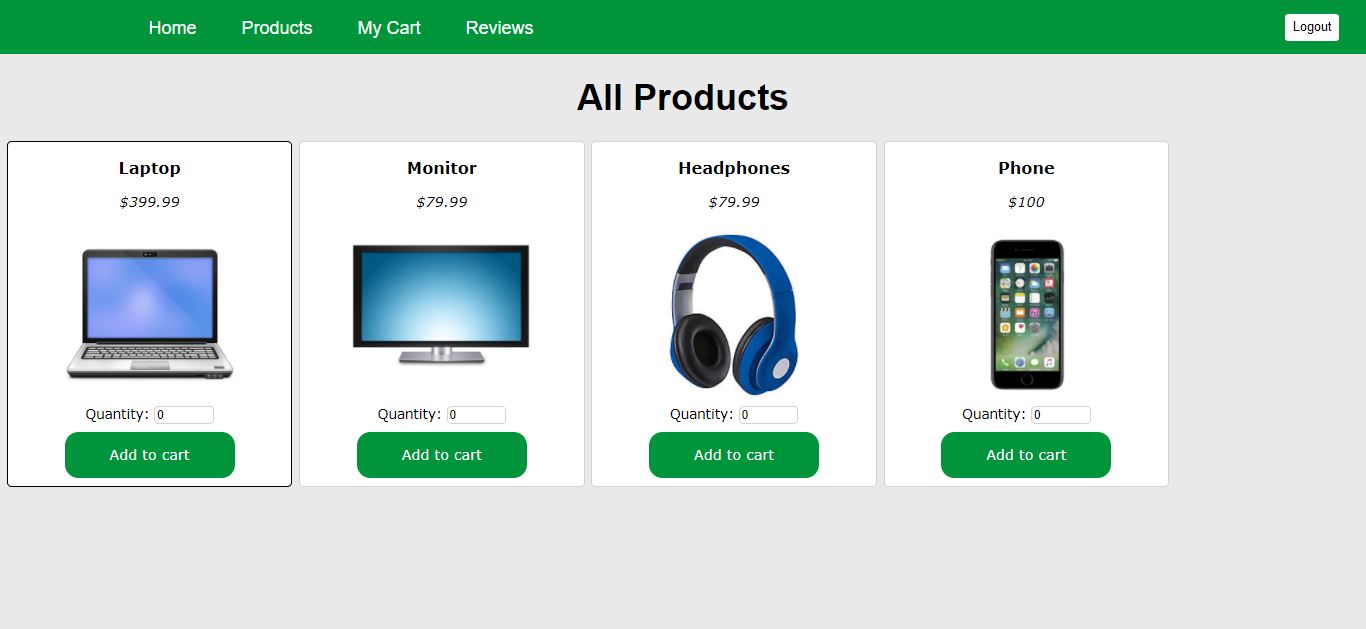 Home Products My Cart Reviews Logout
All Products
Laptop
$399.99
Quantity: 0
Add to cart
Monitor
$79.99
Quantity: 0
Add to cart
Headphones
$79.99
Quantity: 0
Add to cart
Phone
$100
Quantity: 0
Add to cart